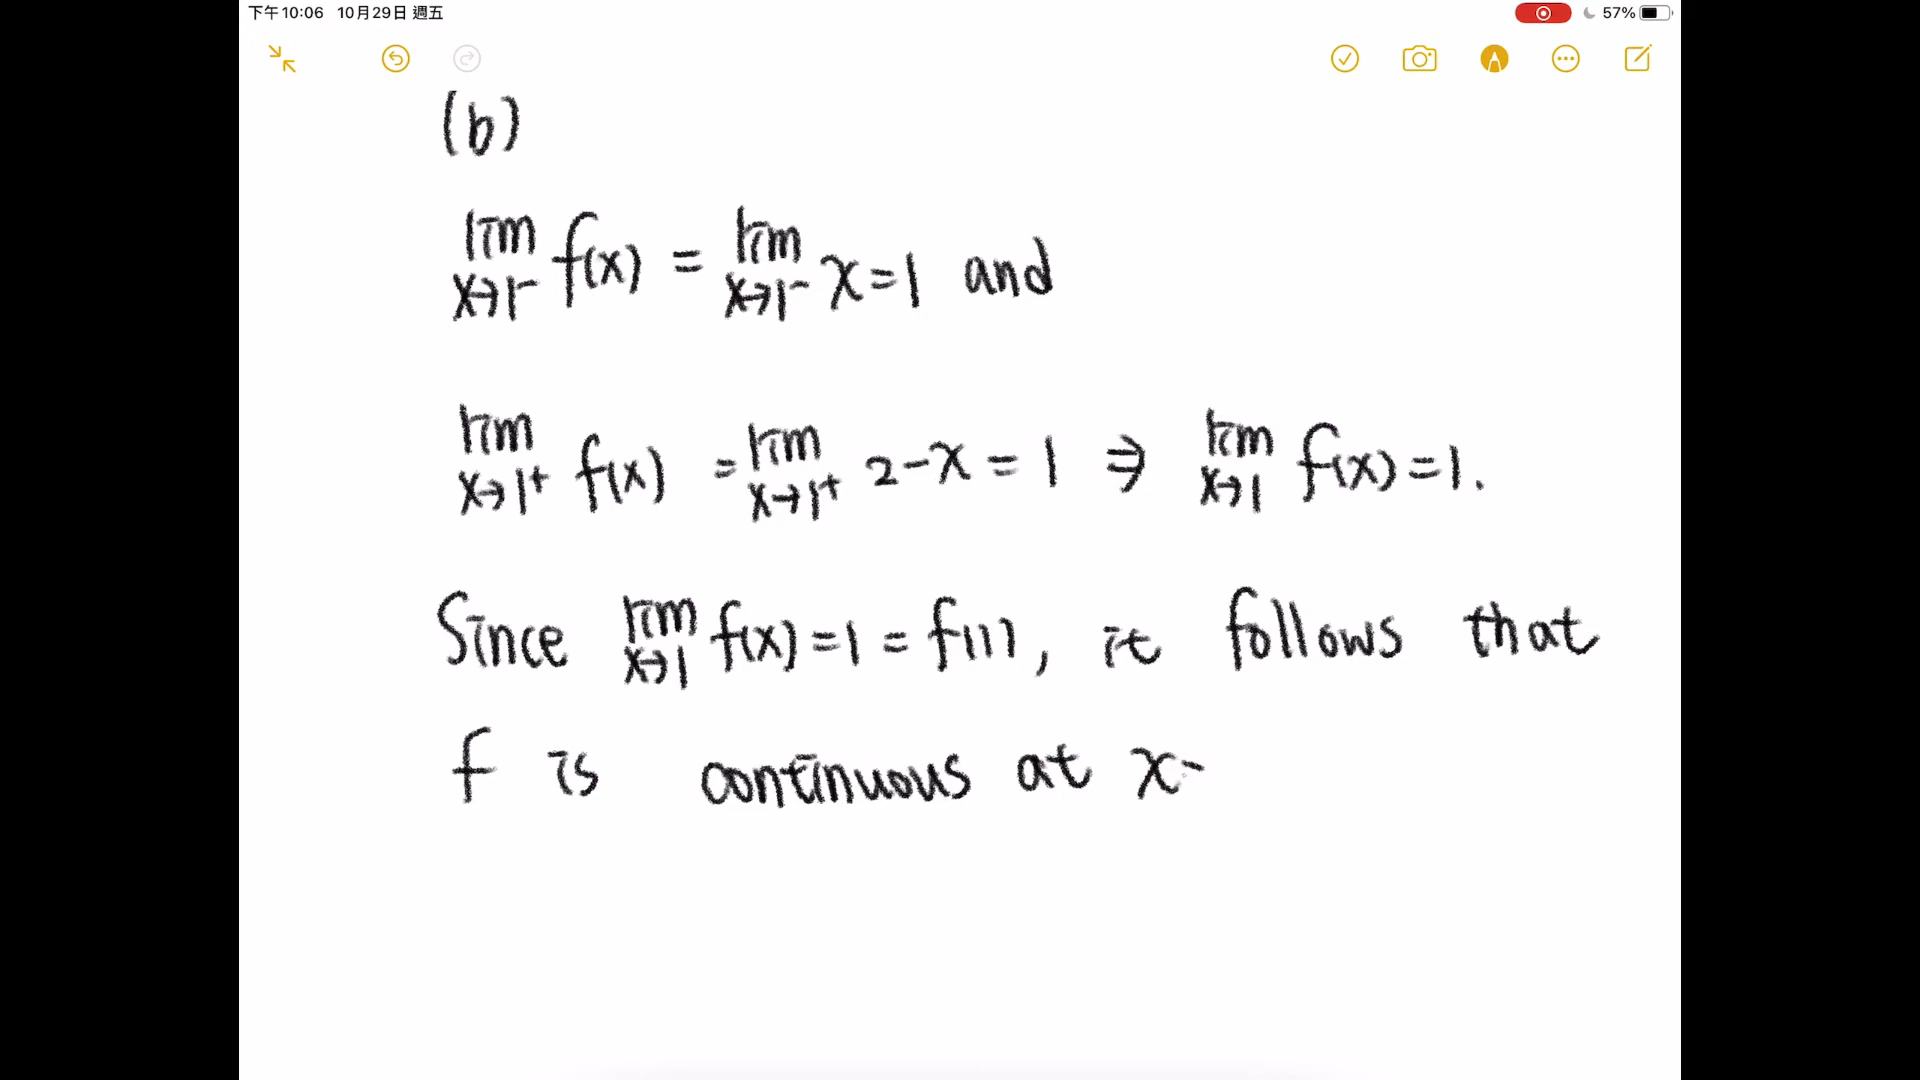 下午10:06 10月29日 週五 57%
(b)
lim x→1⁻ f(x) = lim x→1⁻ x = 1 and
lim x→1⁺ f(x) = lim x→1⁺ 2-x = 1 ⇒ lim x→1 f(x) = 1.
Since lim x→1 f(x) = 1 = f(1), it follows that
f is continuous at x-